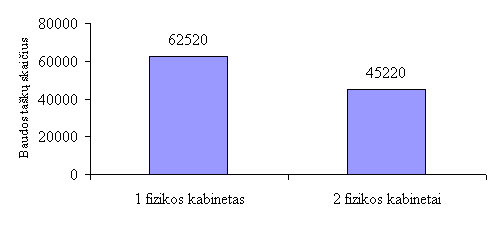 Baudos taškų skaičius
80000
60000
40000
20000
0
62520
45220
1 fizikos kabinetas
2 fizikos kabinetai